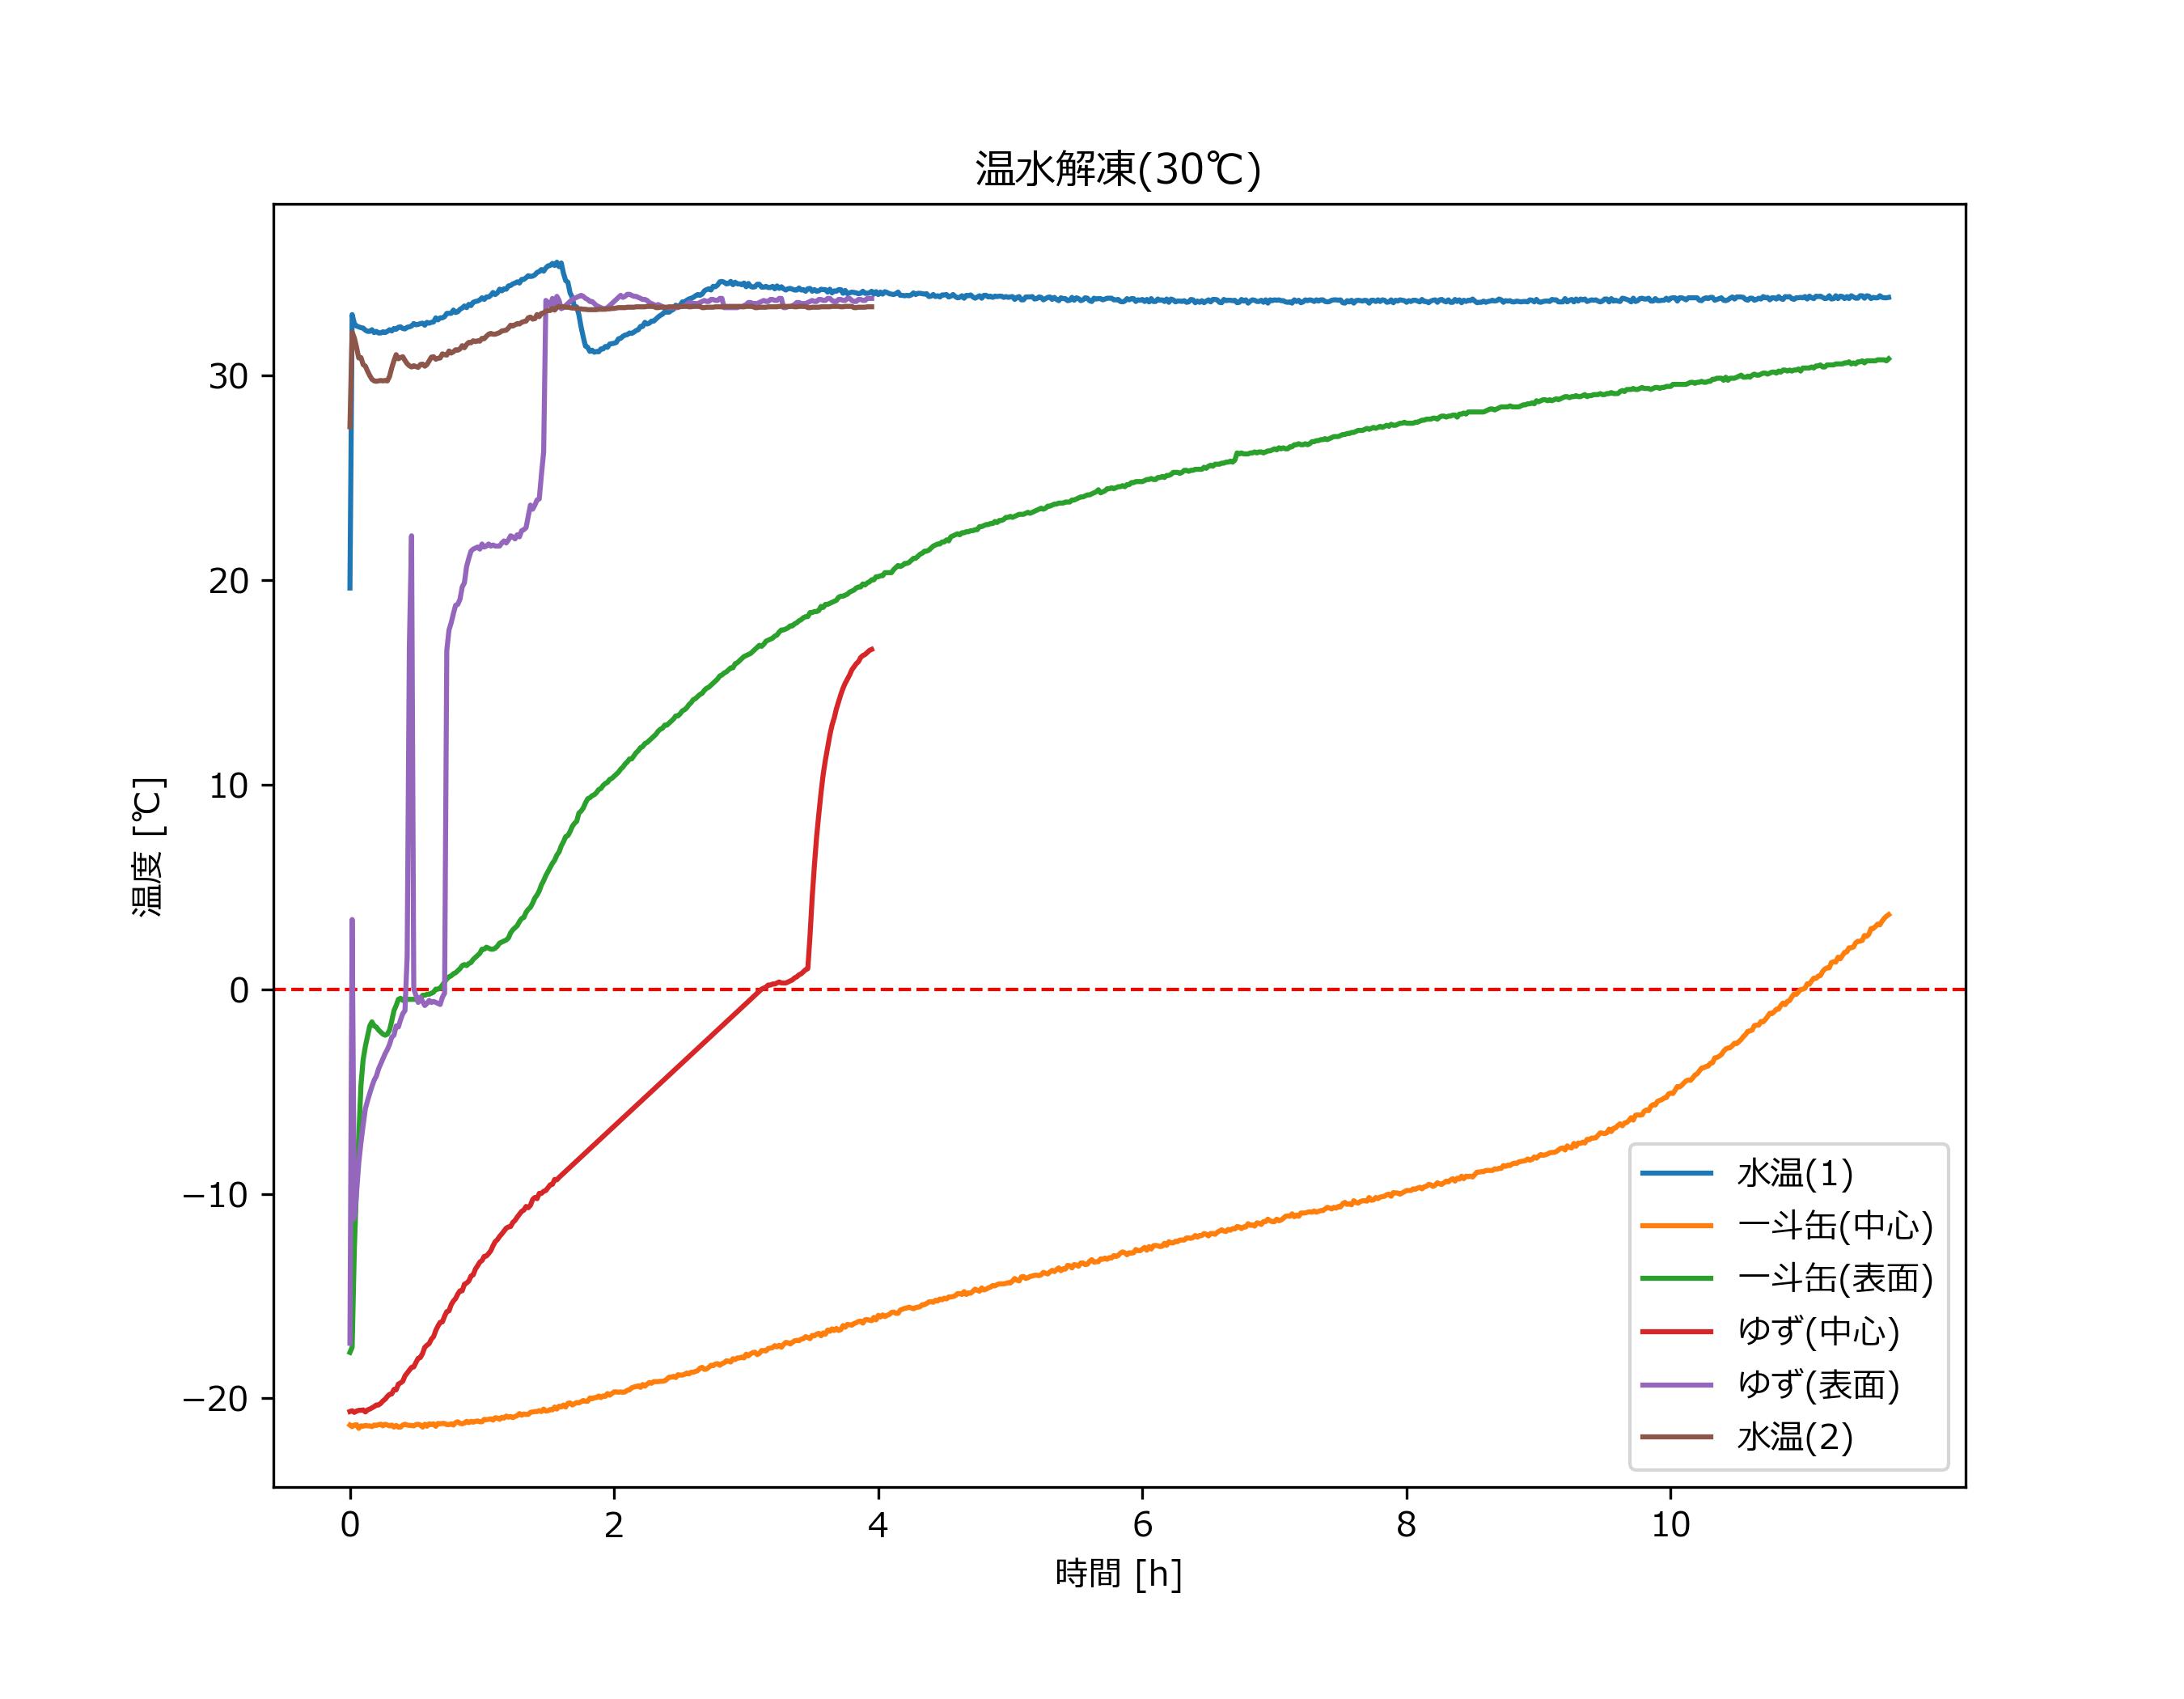 温水解凍(30℃)
温度 [℃]
30
20
10
0
−10
−20
0
2
4
6
8
10
時間 [h]
水温(1)
一斗缶(中心)
一斗缶(表面)
ゆず(中心)
ゆず(表面)
水温(2)